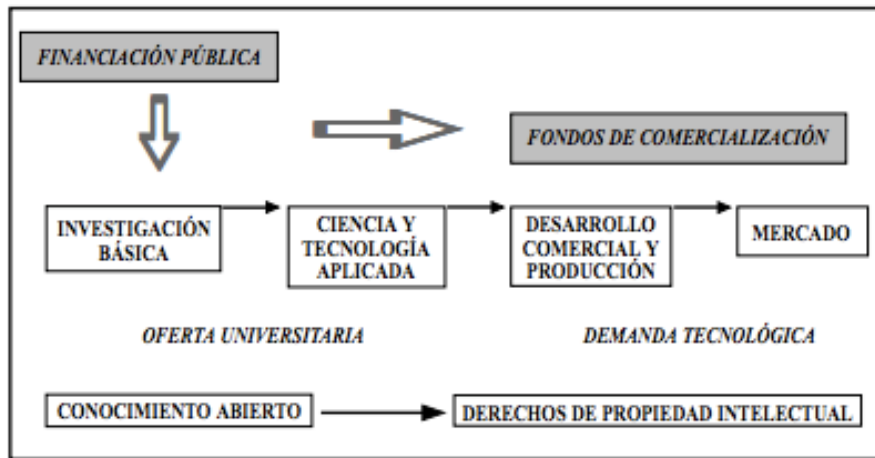 FINANCIACIÓN PÚBLICA
FONDOS DE COMERCIALIZACIÓN
INVESTIGACIÓN
BÁSICA
CIENCIA Y
TECNOLOGÍA
APLICADA
DESARROLLO
COMERCIAL Y
PRODUCCIÓN
MERCADO
OFERTA UNIVERSITARIA
DEMANDA TECNOLÓGICA
CONOCIMIENTO ABIERTO
DERECHOS DE PROPIEDAD INTELECTUAL